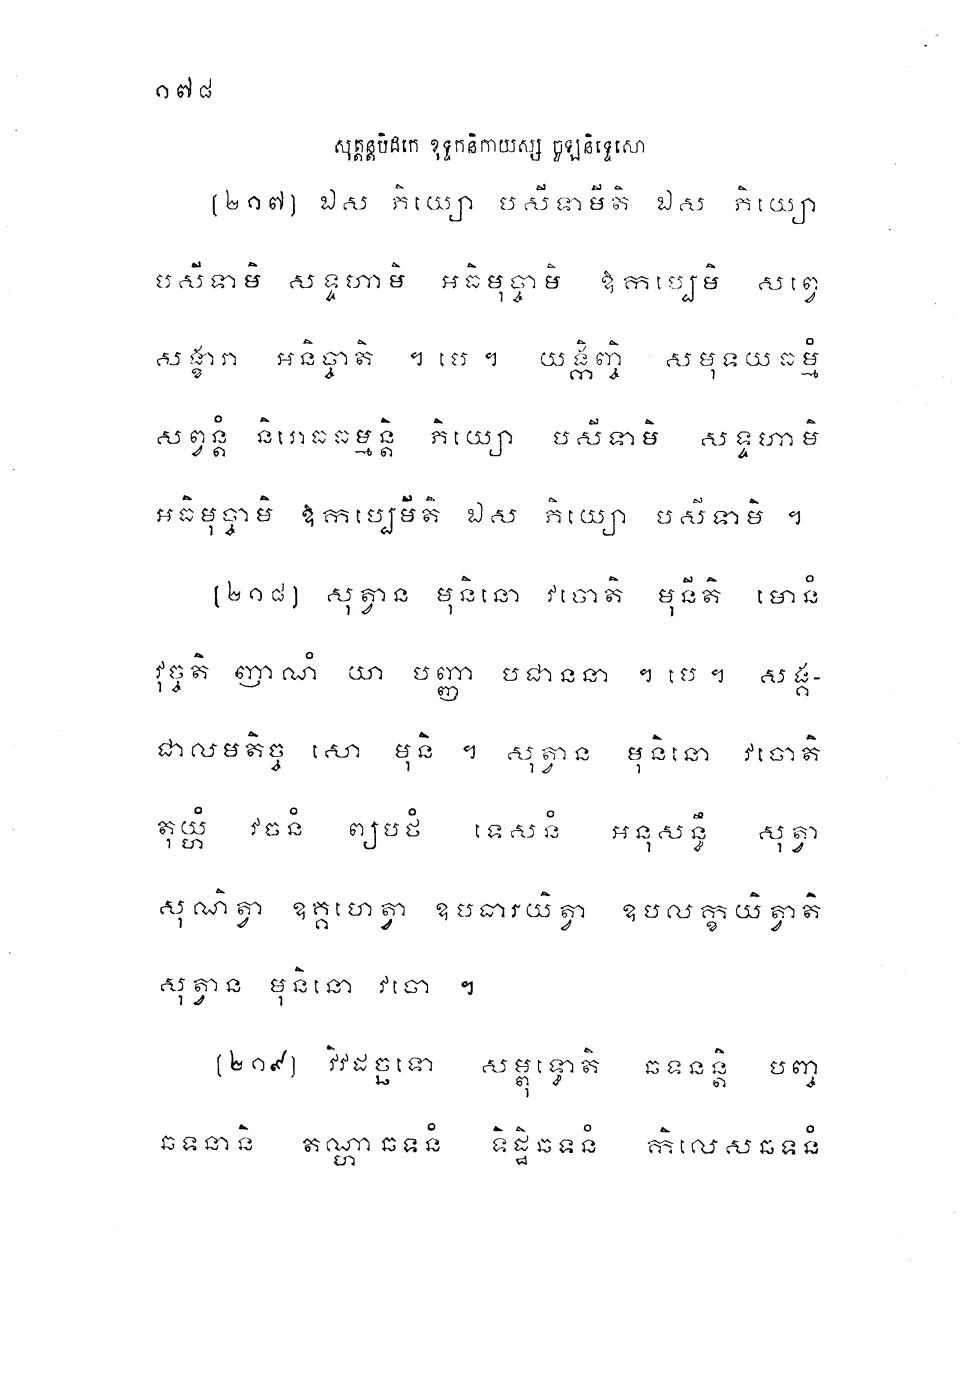 ១៧៨
សុត្តន្តបិដកេ ខុទ្ទកនិកាយស្ស ចូឡនិទ្ទេសោ
[២១៧] ឯស ភិយ្យោ បសីទាមីតិ ឯស ភិយ្យោ
បសីទាមិ សទ្ទហាមិ អធិមុច្ចាមិ ឱកប្បេមិ សព្វេ
សង្ខារា អនិច្ចាតិ ។ បេ ។ យង្កិញ្ចិ សមុទយធម្មំ
សព្វន្តំ និរោធធម្មន្តិ ភិយ្យោ បសីទាមិ សទ្ទហាមិ
អធិមុច្ចាមិ ឱកប្បេមីតិ ឯស ភិយ្យោ បសីទាមិ ។
[២១៨] សុត្វាន មុនិនោ វចោតិ មុនីតិ មោនំ
វុច្ចតិ ញាណំ យា បញ្ញា បជាននា ។ បេ ។ សង្គ-
ជាលមតិច្ច សោ មុនិ ។ សុត្វាន មុនិនោ វចោតិ
តុយ្ហំ វចនំ ព្យបថំ ទេសនំ អនុសន្ធឹ សុត្វា
សុណិត្វា ឧគ្គហេត្វា ឧបធារយិត្វា ឧបលក្ខយិត្វាតិ
សុត្វាន មុនិនោ វចោ ។
[២១៩] វិវដច្ឆទោ សម្ពុទ្ធោតិ ឆទនន្តិ បញ្ច
ឆទនានិ តណ្ហាឆទនំ ទិដ្ឋិឆទនំ កិលេសឆទនំ